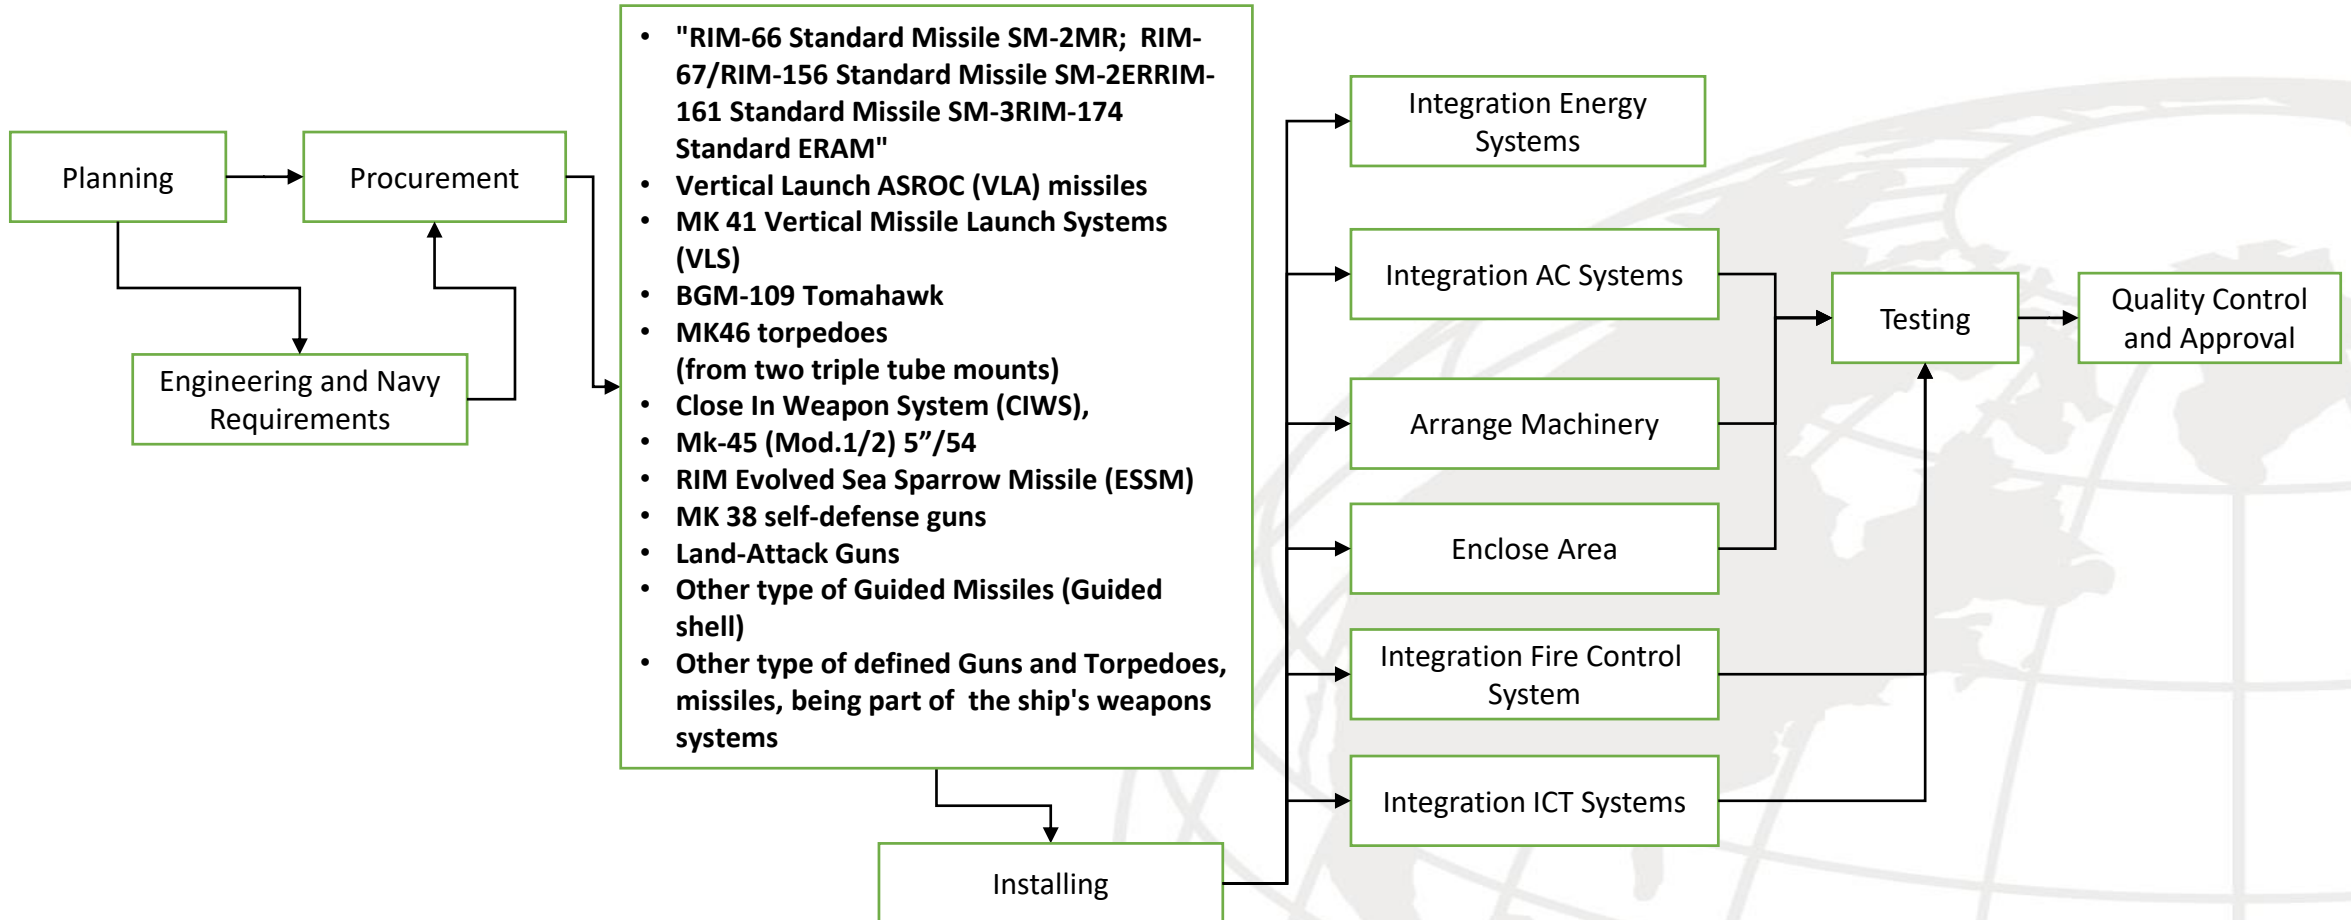 Planning
Procurement
Engineering and Navy
Requirements
• "RIM-66 Standard Missile SM-2MR;  RIM-
67/RIM-156 Standard Missile SM-2ERRIM-
161 Standard Missile SM-3RIM-174
Standard ERAM"
• Vertical Launch ASROC (VLA) missiles
• MK 41 Vertical Missile Launch Systems
(VLS)
• BGM-109 Tomahawk
• MK46 torpedoes
(from two triple tube mounts)
• Close In Weapon System (CIWS),
• Mk-45 (Mod.1/2) 5”/54
• RIM Evolved Sea Sparrow Missile (ESSM)
• MK 38 self-defense guns
• Land-Attack Guns
• Other type of Guided Missiles (Guided
shell)
• Other type of defined Guns and Torpedoes,
missiles, being part of  the ship's weapons
systems
Installing
Integration Energy
Systems
Integration AC Systems
Arrange Machinery
Enclose Area
Integration Fire Control
System
Integration ICT Systems
Testing
Quality Control
and Approval